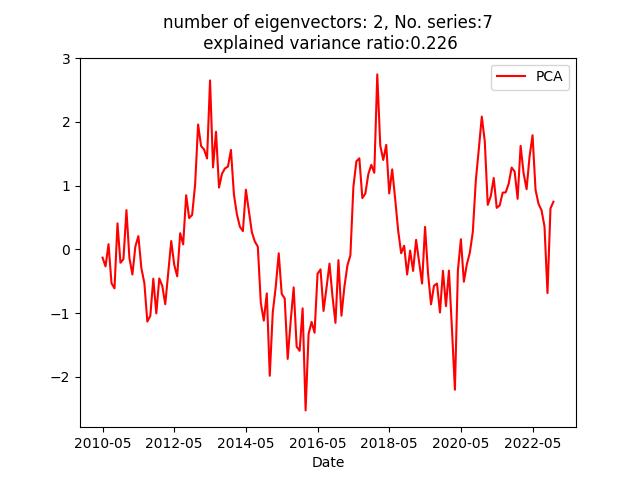 number of eigenvectors: 2, No. series:7
explained variance ratio:0.226
3
2
1
0
−1
−2
PCA
2010-05 2012-05 2014-05 2016-05 2018-05 2020-05 2022-05
Date